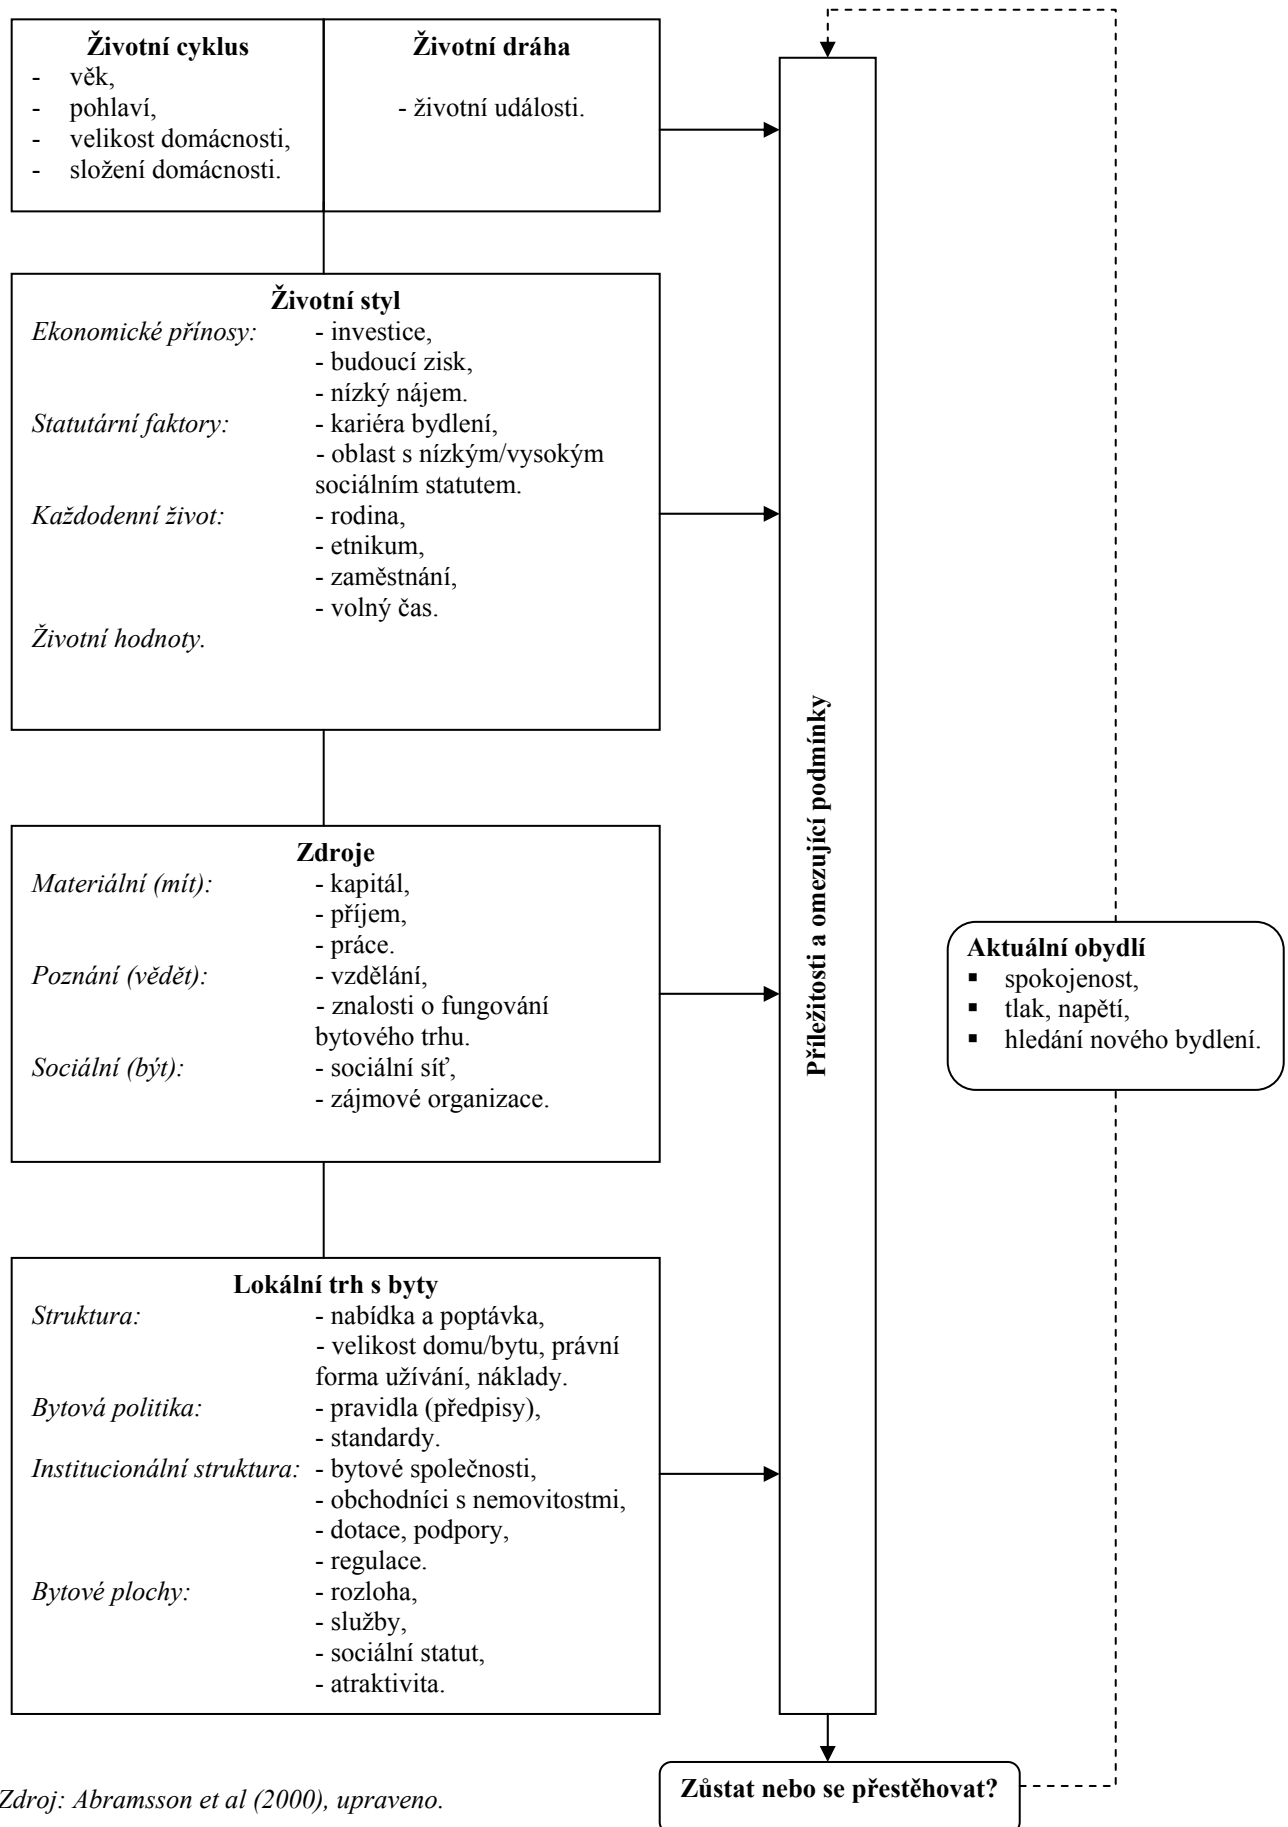 Životní cyklus
- věk,
- pohlaví,
- velikost domácnosti,
- složení domácnosti.
Životní dráha
- životní události.
Životní styl
Ekonomické přínosy: - investice,
- budoucí zisk,
- nízký nájem.
Statutární faktory: - kariéra bydlení,
- oblast s nízkým/vysokým
sociálním statutem.
Každodenní život: - rodina,
- etnikum,
- zaměstnání,
- volný čas.
Životní hodnoty.
Zdroje
Materiální (mít): - kapitál,
- příjem,
- práce.
Poznání (vědět): - vzdělání,
- znalosti o fungování
bytového trhu.
Sociální (být): - sociální síť,
- zájmové organizace.
Lokální trh s byty
Struktura: - nabídka a poptávka,
- velikost domu/bytu, právní
forma užívání, náklady.
Bytová politika: - pravidla (předpisy),
- standardy.
Institucionální struktura: - bytové společnosti,
- obchodníci s nemovitostmi,
- dotace, podpory,
- regulace.
Bytové plochy: - rozloha,
- služby,
- sociální statut,
- atraktivita.
Příležitosti a omezující podmínky
Aktuální obydlí
▪ spokojenost,
▪ tlak, napětí,
▪ hledání nového bydlení.
Zůstat nebo se přestěhovat?
Zdroj: Abramsson et al (2000), upraveno.